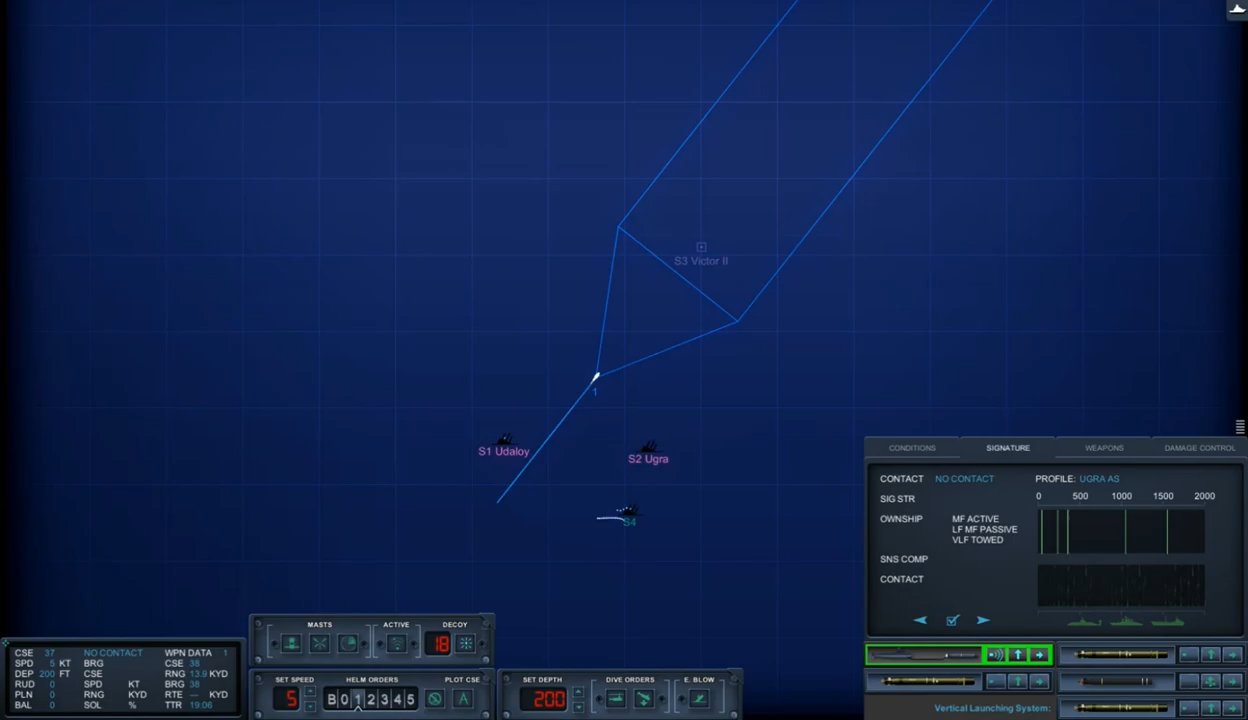 S3 Victor II
1
S1 Udaloy
S2 Ugra
S4
CONDITIONS SIGNATURE WEAPONS DAMAGE CONTROL
CONTACT NO CONTACT PROFILE: UGRA AS
SIG STR 0 500 1000 1500 2000
OWNSHIP MF ACTIVE
LF MF PASSIVE
VLF TOWED
SNS COMP
CONTACT
MASTS ACTIVE DECOY
18
CSE 37 NO CONTACT WPN DATA 1
SPD 5 KT BRG CSE 38
DEP 200 FT CSE RNG 13.9 KYD
RUD 0 SPD KT BRG 38
PLN 0 RNG KYD RTE --- KYD
BAL 0 SOL % TTR 19:06
SET SPEED HELM ORDERS PLOT CSE
5 B 0 1 2 3 4 5 A
SET DEPTH DIVE ORDERS E. BLOW
200
Vertical Launching System: